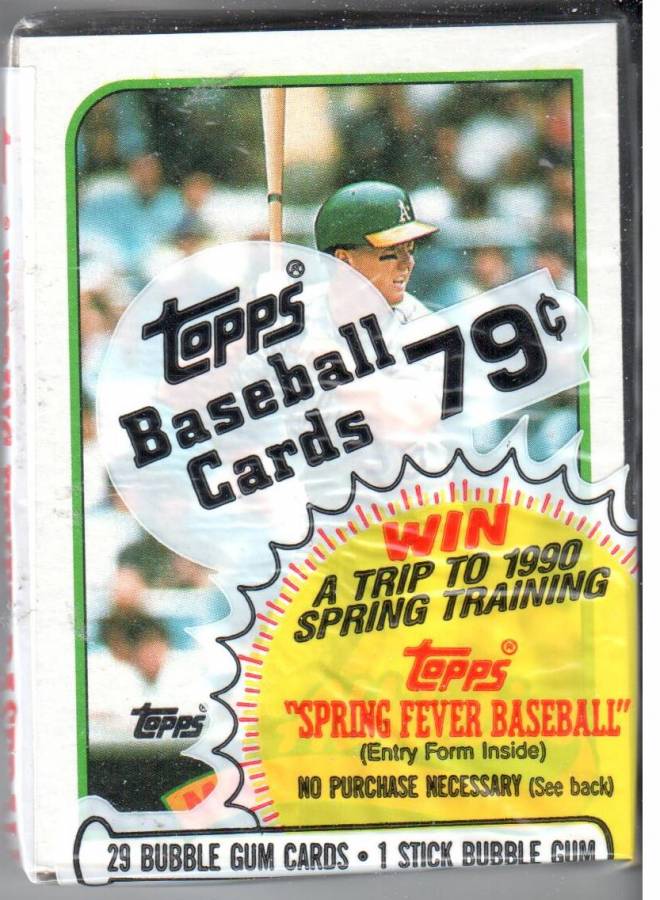 A's
Topps®
Baseball
Cards
79¢
WIN
A TRIP TO 1990
SPRING TRAINING
Topps®
"SPRING FEVER BASEBALL"
(Entry Form Inside)
NO PURCHASE NECESSARY (See back)
Topps®
29 BUBBLE GUM CARDS • 1 STICK BUBBLE GUM